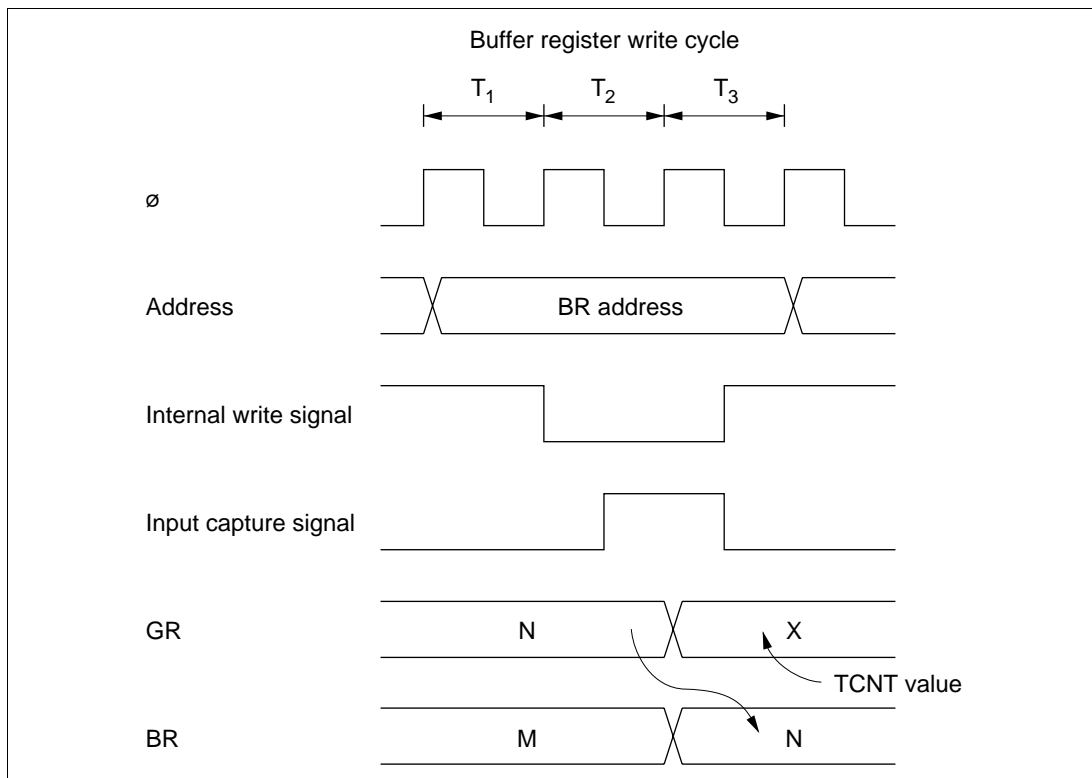 Buffer register write cycle
T1 T2 T3
ø
Address BR address
Internal write signal
Input capture signal
GR N X
TCNT value
BR M N